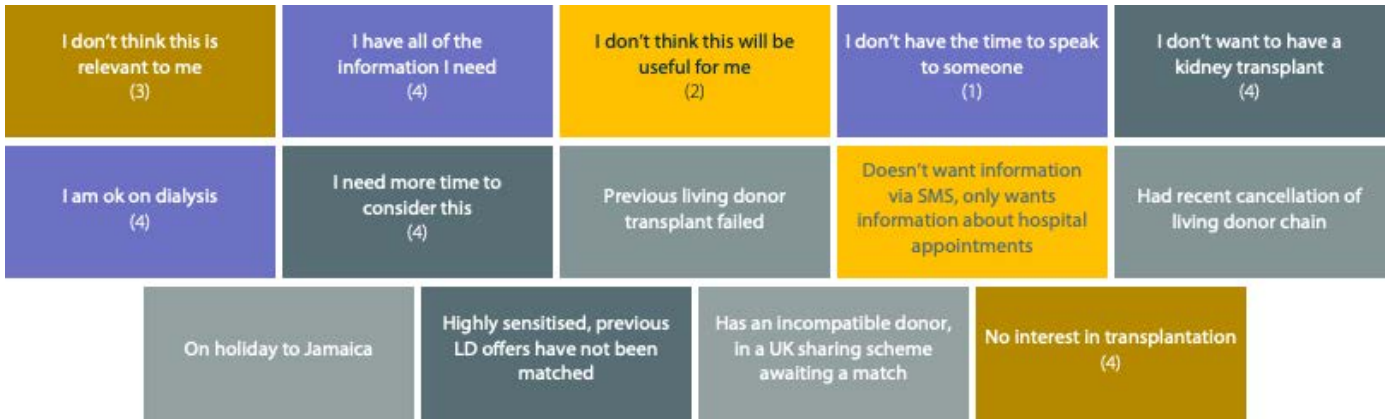 I don't think this is
relevant to me
(3)
I have all of the
information I need
(4)
I don't think this will be
useful for me
(2)
I don't have the time to speak
to someone
(1)
I don't want to have a
kidney transplant
(4)
I am ok on dialysis
(4)
I need more time to
consider this
(4)
Previous living donor
transplant failed
Doesn't want information
via SMS, only wants
information about hospital
appointments
Had recent cancellation of
living donor chain
On holiday to Jamaica
Highly sensitised, previous
LD offers have not been
matched
Has an incompatible donor,
in a UK sharing scheme
awaiting a match
No interest in transplantation
(4)